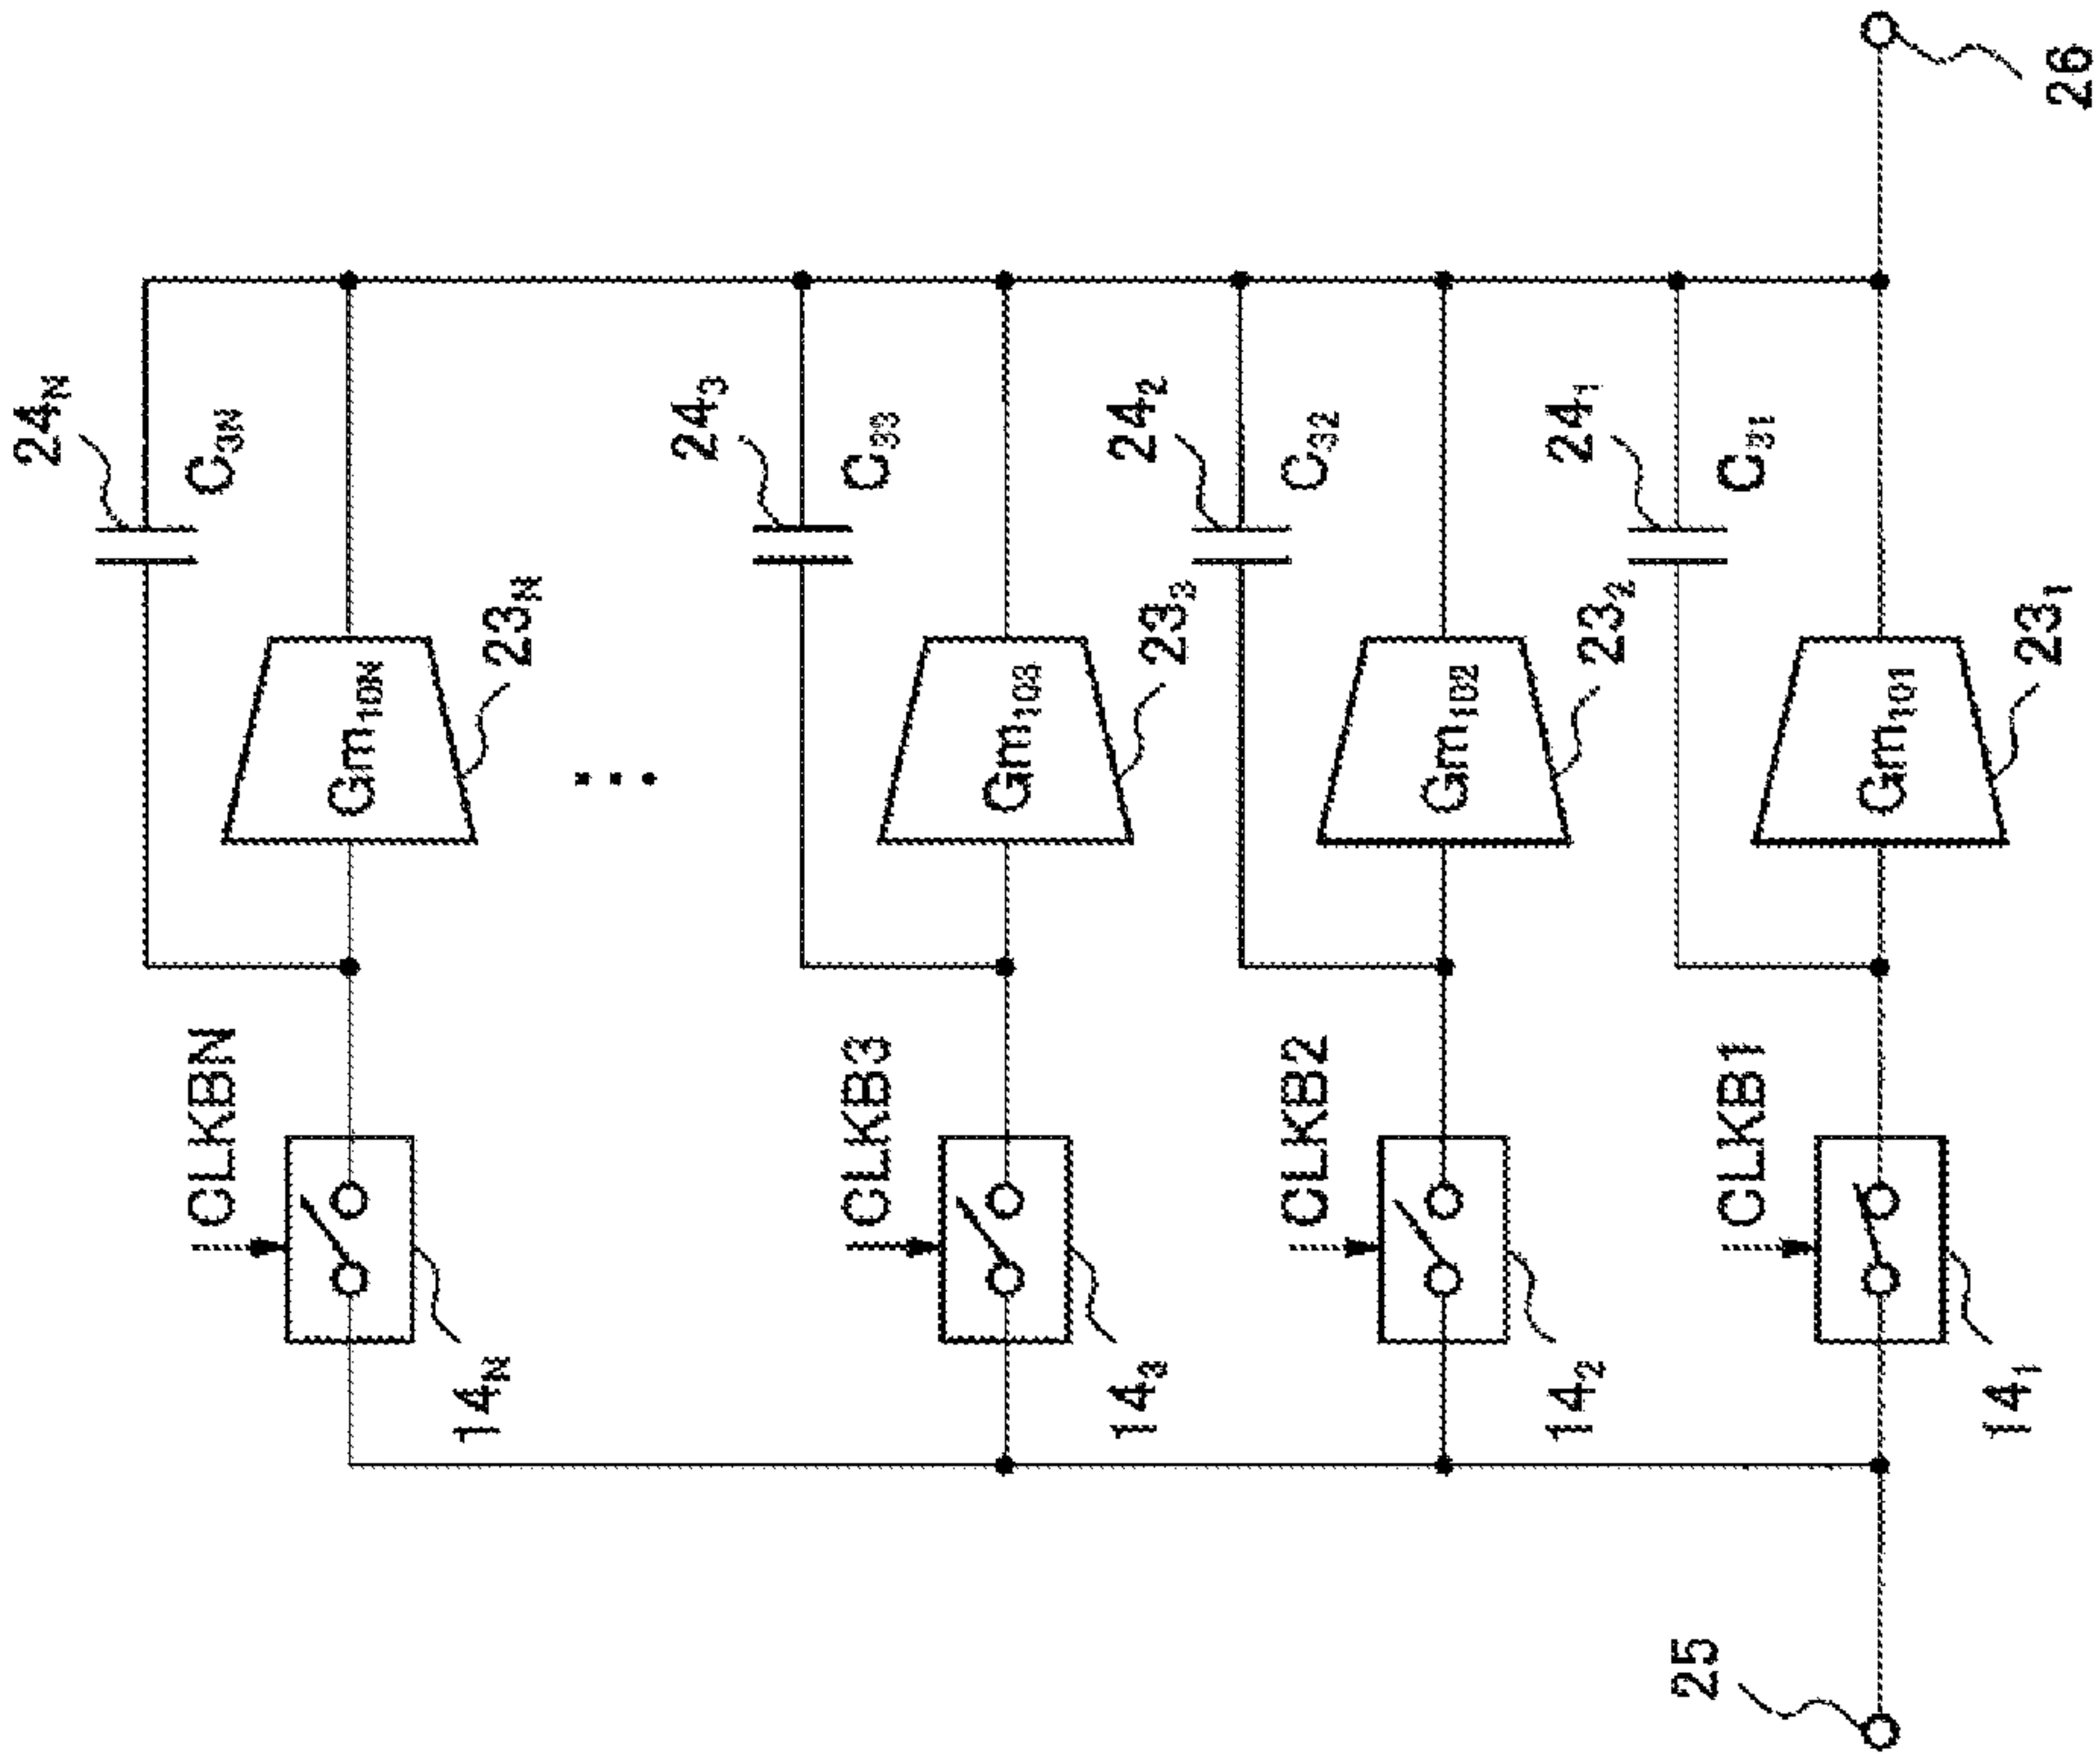 24N
C3N
Gm10N
23N
CLKBN
14N
...
243
C33
Gm103
233
CLKB3
143
242
C32
Gm102
232
CLKB2
142
241
C31
Gm101
231
CLKB1
141
25
26